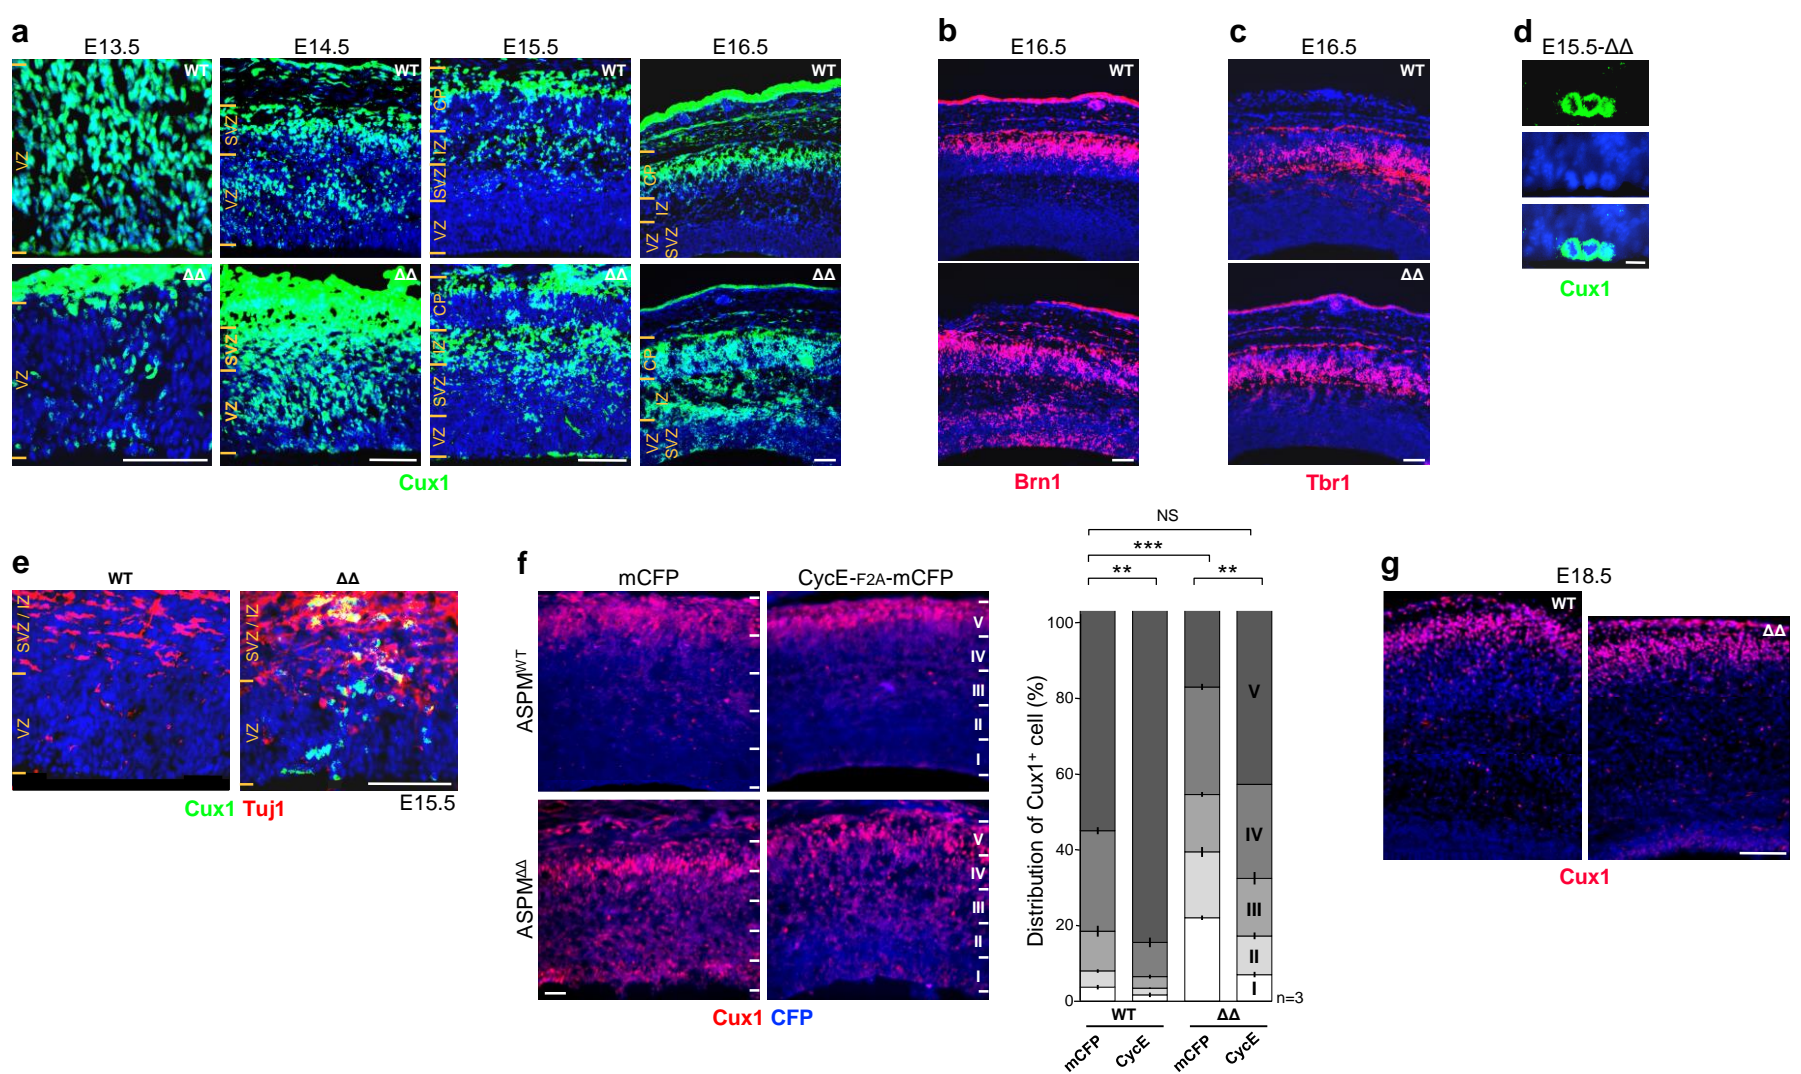 a
E13.5
E14.5
E15.5
E16.5
WT
WT
WT
WT
VZ
SVZ
VZ
CP
IZ
SVZ
VZ
CP
IZ
VZ
SVZ
ΔΔ
ΔΔ
ΔΔ
ΔΔ
VZ
SVZ
VZ
CP
IZ
SVZ
VZ
CP
IZ
VZ
SVZ
Cux1
b
E16.5
WT
Brn1
c
E16.5
WT
ΔΔ
Tbr1
d
E15.5-ΔΔ
Cux1
e
WT
ΔΔ
SVZ / IZ
VZ
SVZ / IZ
VZ
E15.5
Cux1 Tuj1
f
mCFP
CycE-F2A-mCFP
ASPM^WT
V
IV
III
II
I
ASPM^ΔΔ
V
IV
III
II
I
Cux1 CFP
NS
***
**
**
Distribution of Cux1⁺ cell (%)
100
80
60
40
20
0
V
IV
III
II
I
n=3
WT
ΔΔ
mCFP
CycE
mCFP
CycE
g
E18.5
WT
ΔΔ
Cux1